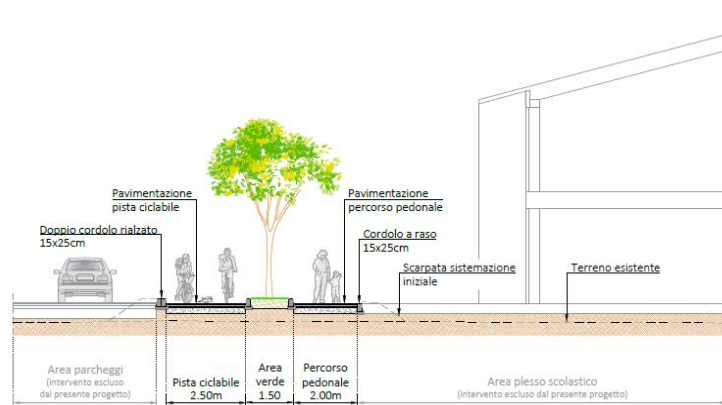 Pavimentazione
pista ciclabile
Pavimentazione
percorso pedonale
Doppio cordolo rialzato
15x25cm
Cordolo a raso
15x25cm
Scarpata sistemazione
iniziale
Terreno esistente
Area parcheggi
(intervento escluso
dal presente progetto)
Pista ciclabile
2.50m
Area
verde
1.50
Percorso
pedonale
2.00m
Area plesso scolastico
(intervento escluso dal presente progetto)